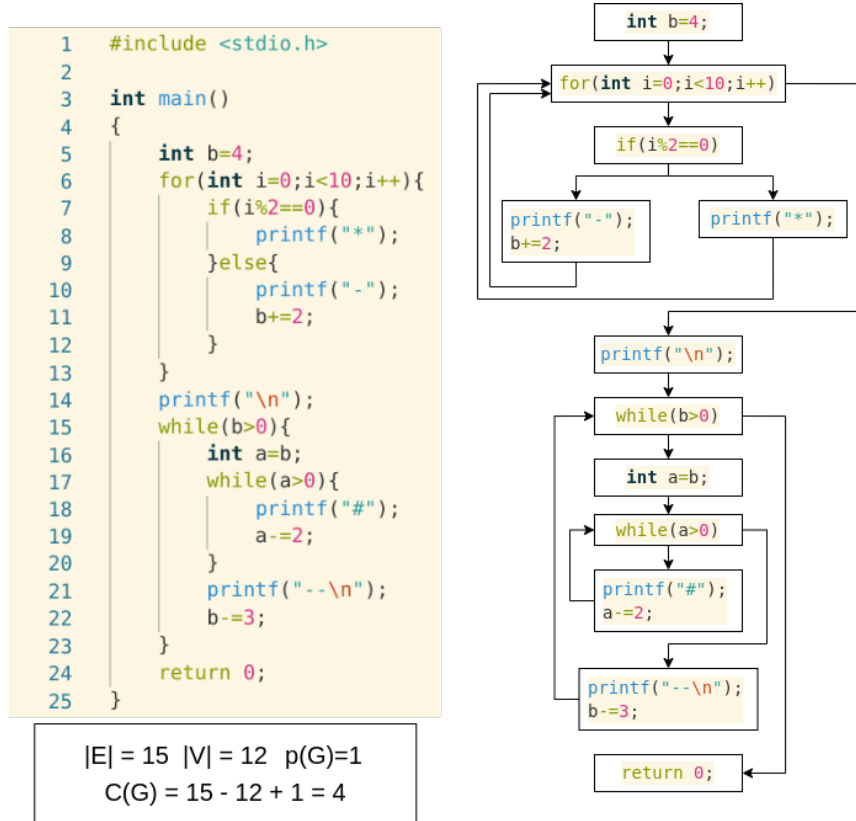 1 #include <stdio.h>
2
3 int main()
4 {
5 int b=4;
6 for(int i=0;i<10;i++){
7 if(i%2==0){
8 printf("*");
9 }else{
10 printf("-");
11 b+=2;
12 }
13 }
14 printf("\n");
15 while(b>0){
16 int a=b;
17 while(a>0){
18 printf("#");
19 a-=2;
20 }
21 printf("--\n");
22 b-=3;
23 }
24 return 0;
25 }
|E| = 15 |V| = 12 p(G)=1
C(G) = 15 - 12 + 1 = 4
int b=4;
for(int i=0;i<10;i++)
if(i%2==0)
printf("-");
b+=2;
printf("*");
printf("\n");
while(b>0)
int a=b;
while(a>0)
printf("#");
a-=2;
printf("--\n");
b-=3;
return 0;